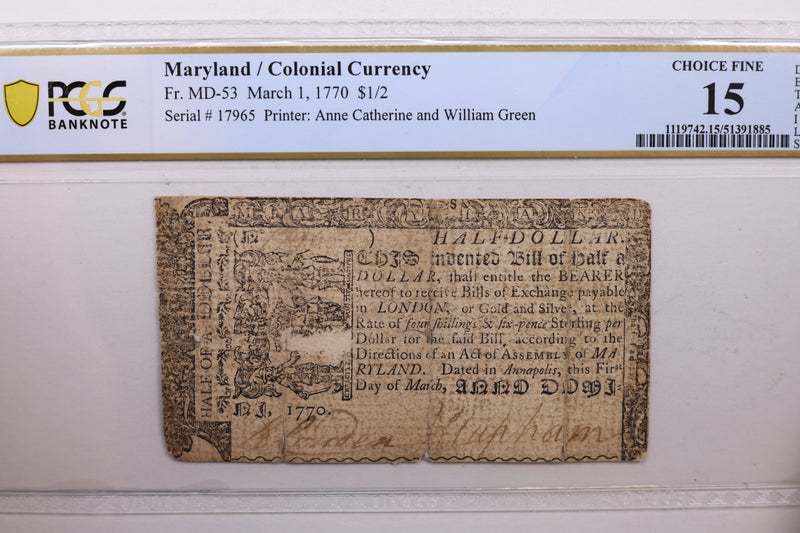 PCGS
BANKNOTE
Maryland / Colonial Currency
Fr. MD-53 March 1, 1770 $1/2
Serial # 17965 Printer: Anne Catherine and William Green
CHOICE FINE
15
1119742.15/51391885
DETAILS
MARYLAND
HALF OF A DOLLAR.
(No )
HALF-DOLLAR.
THIS indented Bill of Half a
DOLLAR, shall entitle the BEARER
hereof to receive Bills of Exchange payable
in LONDON, or Gold and Silver, at the
Rate of four shillings & six-pence Sterling per
Dollar for the said Bill, according to the
Directions of an Act of ASSEMBLY of MA-
RYLAND. Dated in Annapolis, this First
Day of March, ANNO DOMI-
NI, 1770.
Clapham